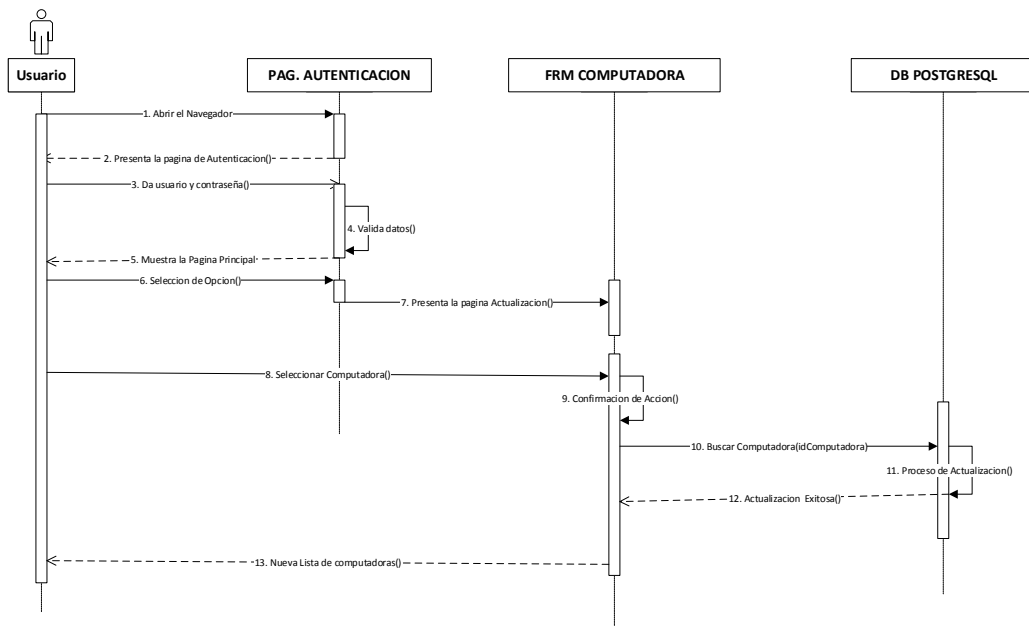 Usuario
PAG. AUTENTICACION
FRM COMPUTADORA
DB POSTGRESQL
1. Abrir el Navegador
2. Presenta la pagina de Autenticacion()
3. Da usuario y contraseña()
4. Valida datos()
5. Muestra la Pagina Principal
6. Seleccion de Opcion()
7. Presenta la pagina Actualizacion()
8. Seleccionar Computadora()
9. Confirmacion de Accion()
10. Buscar Computadora(idComputadora)
11. Proceso de Actualizacion()
12. Actualizacion Exitosa()
13. Nueva Lista de computadoras()